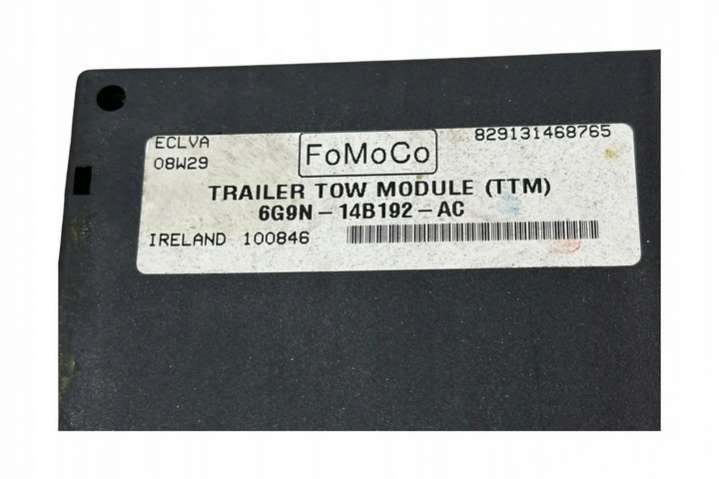 ECLVA
08W29
FoMoCo
829131468765
TRAILER TOW MODULE (TTM)
6G9N-14B192-AC
IRELAND 100846